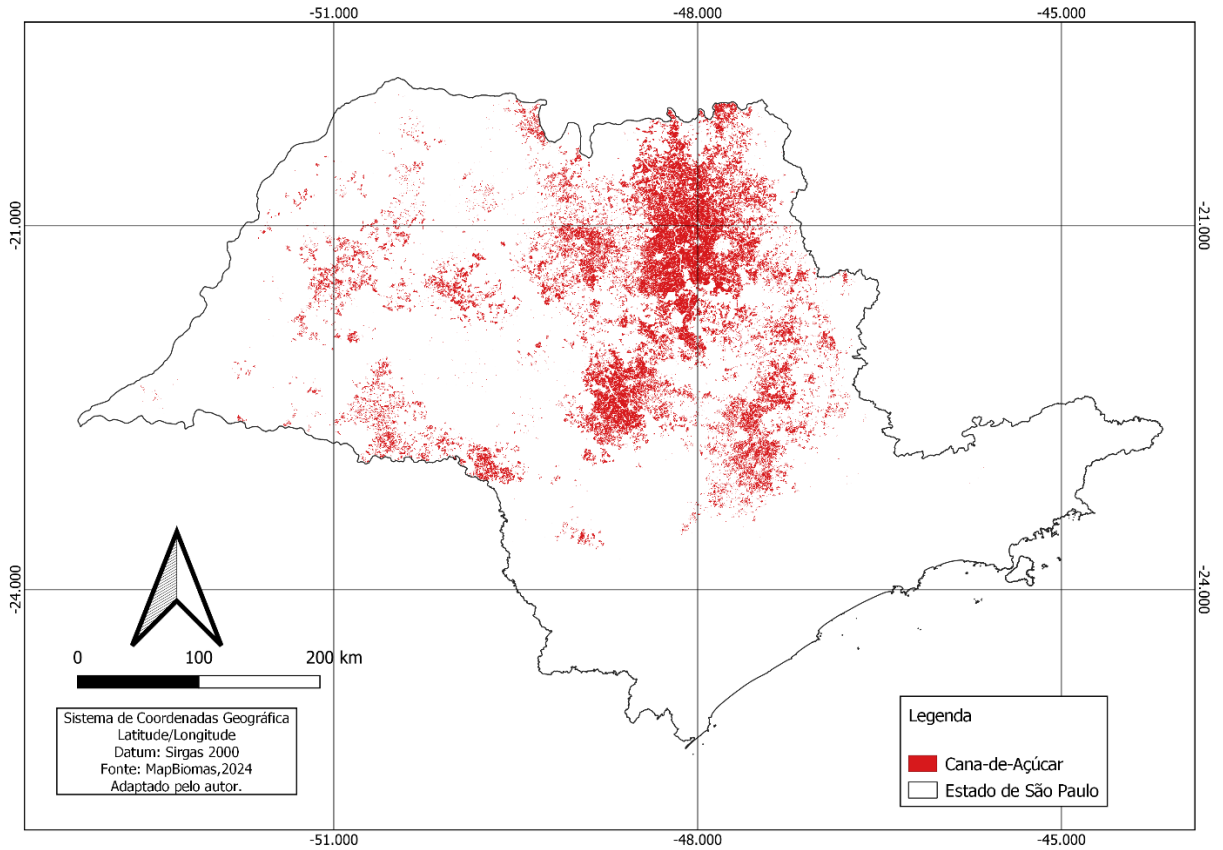 -51.000 -48.000 -45.000
-21.000 -21.000
-24.000 -24.000
0 100 200 km
Sistema de Coordenadas Geográfica
Latitude/Longitude
Datum: Sirgas 2000
Fonte: MapBiomas,2024
Adaptado pelo autor.
Legenda
Cana-de-Açúcar
Estado de São Paulo
-51.000 -48.000 -45.000